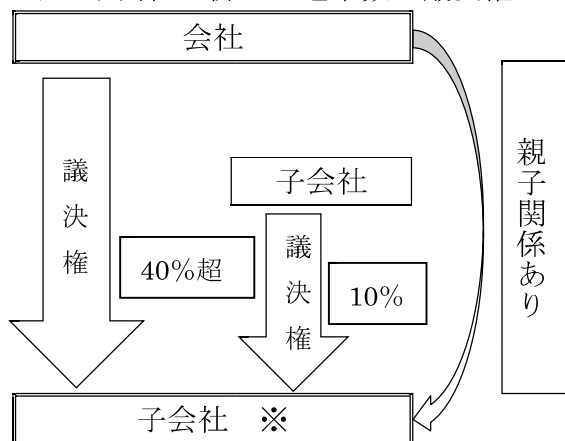 会社
議決権
子会社
40%超
議決権
10%
親子関係あり
子会社 ※